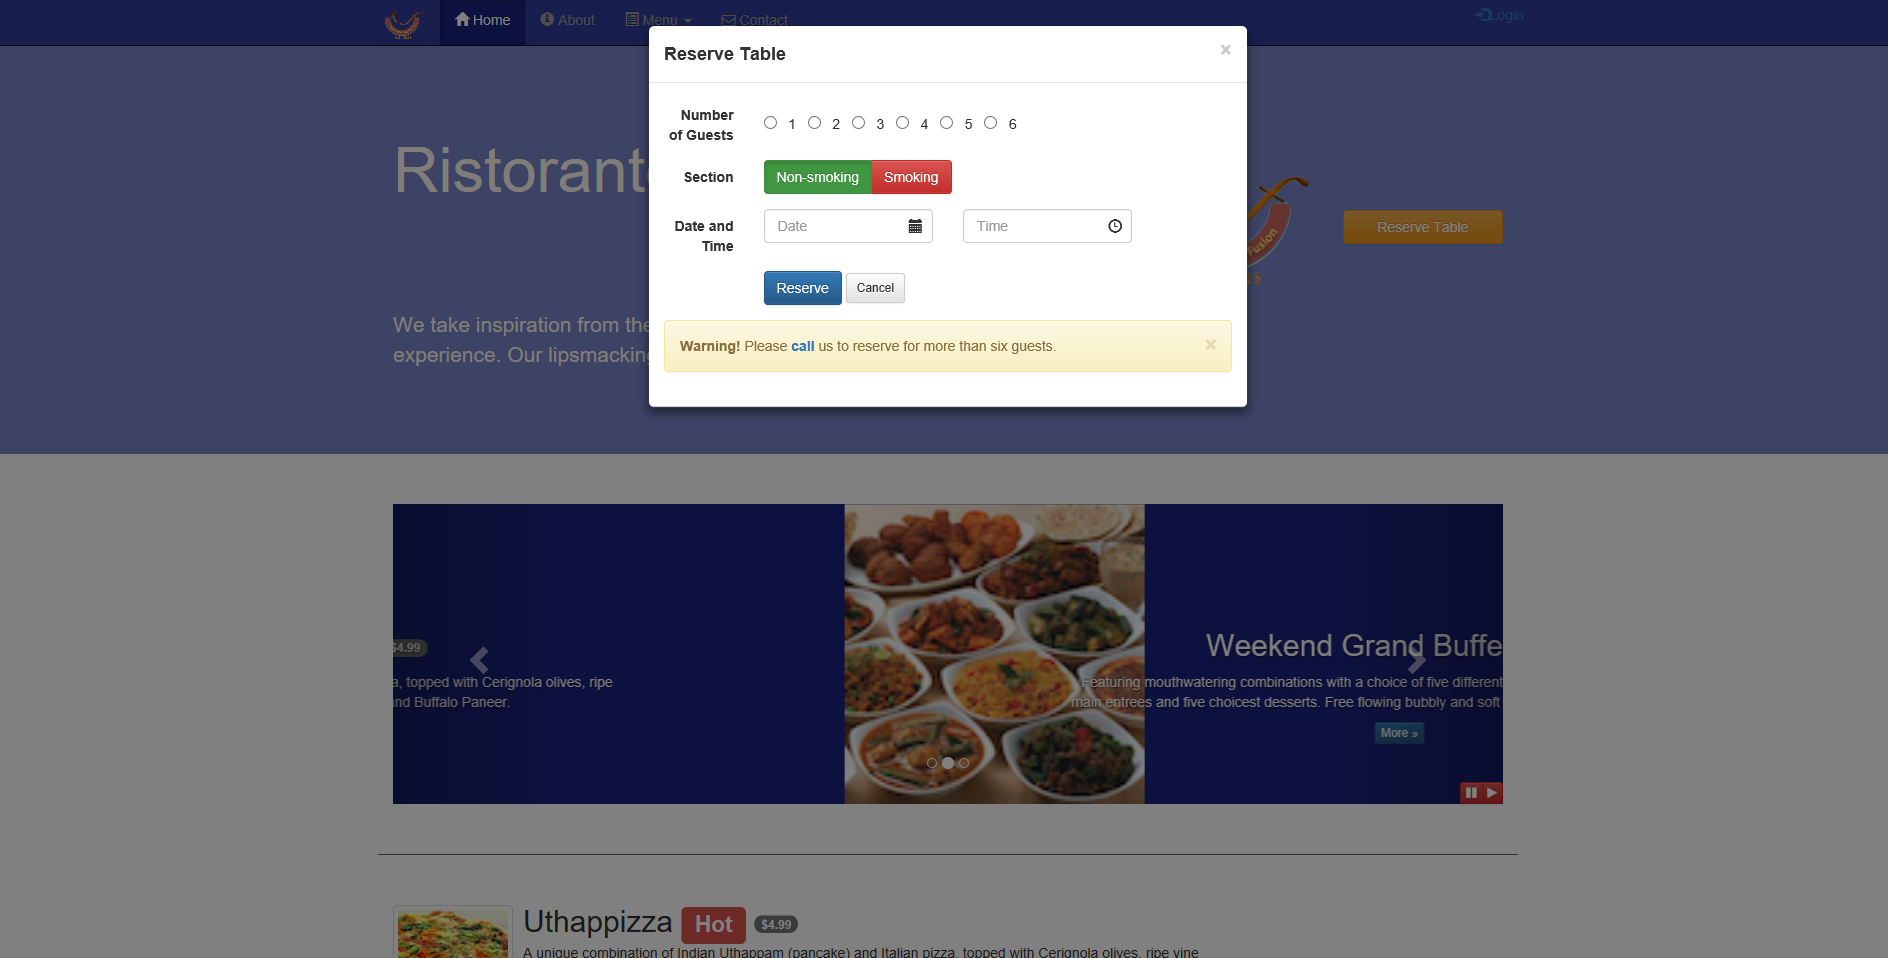 Home About Menu Contact Login
Reserve Table ×
Number of Guests 1 2 3 4 5 6
Section Non-smoking Smoking
Date and Time Date Time
Reserve Cancel
Warning! Please call us to reserve for more than six guests. ×
Ristorant
Fusion
Reserve Table
We take inspiration from the
experience. Our lipsmacking
$4.99
a, topped with Cerignola olives, ripe
nd Buffalo Paneer.
Weekend Grand Buffe
Featuring mouthwatering combinations with a choice of five different
main entrees and five choicest desserts. Free flowing bubbly and soft
More »
Uthappizza Hot $4.99
A unique combination of Indian Uthappam (pancake) and Italian pizza, topped with Cerignola olives, ripe vine